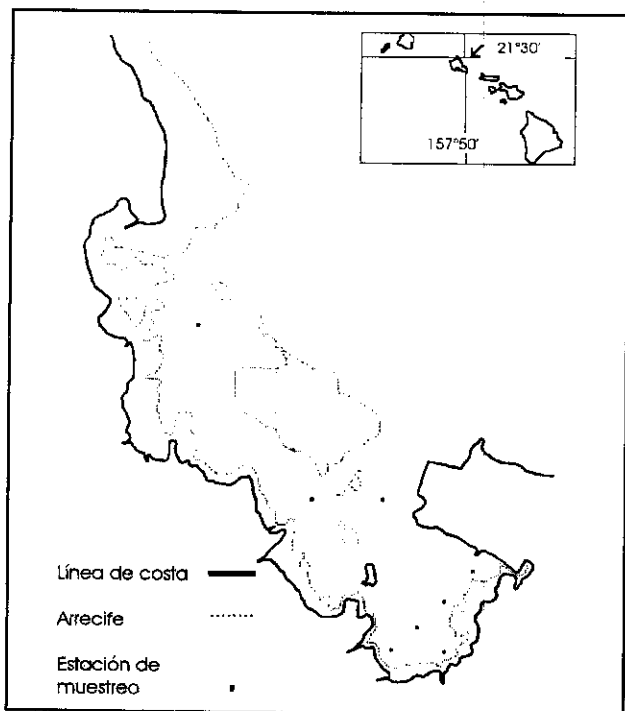 21°30'
157°50'
Línea de costa
Arrecife
Estación de
muestreo